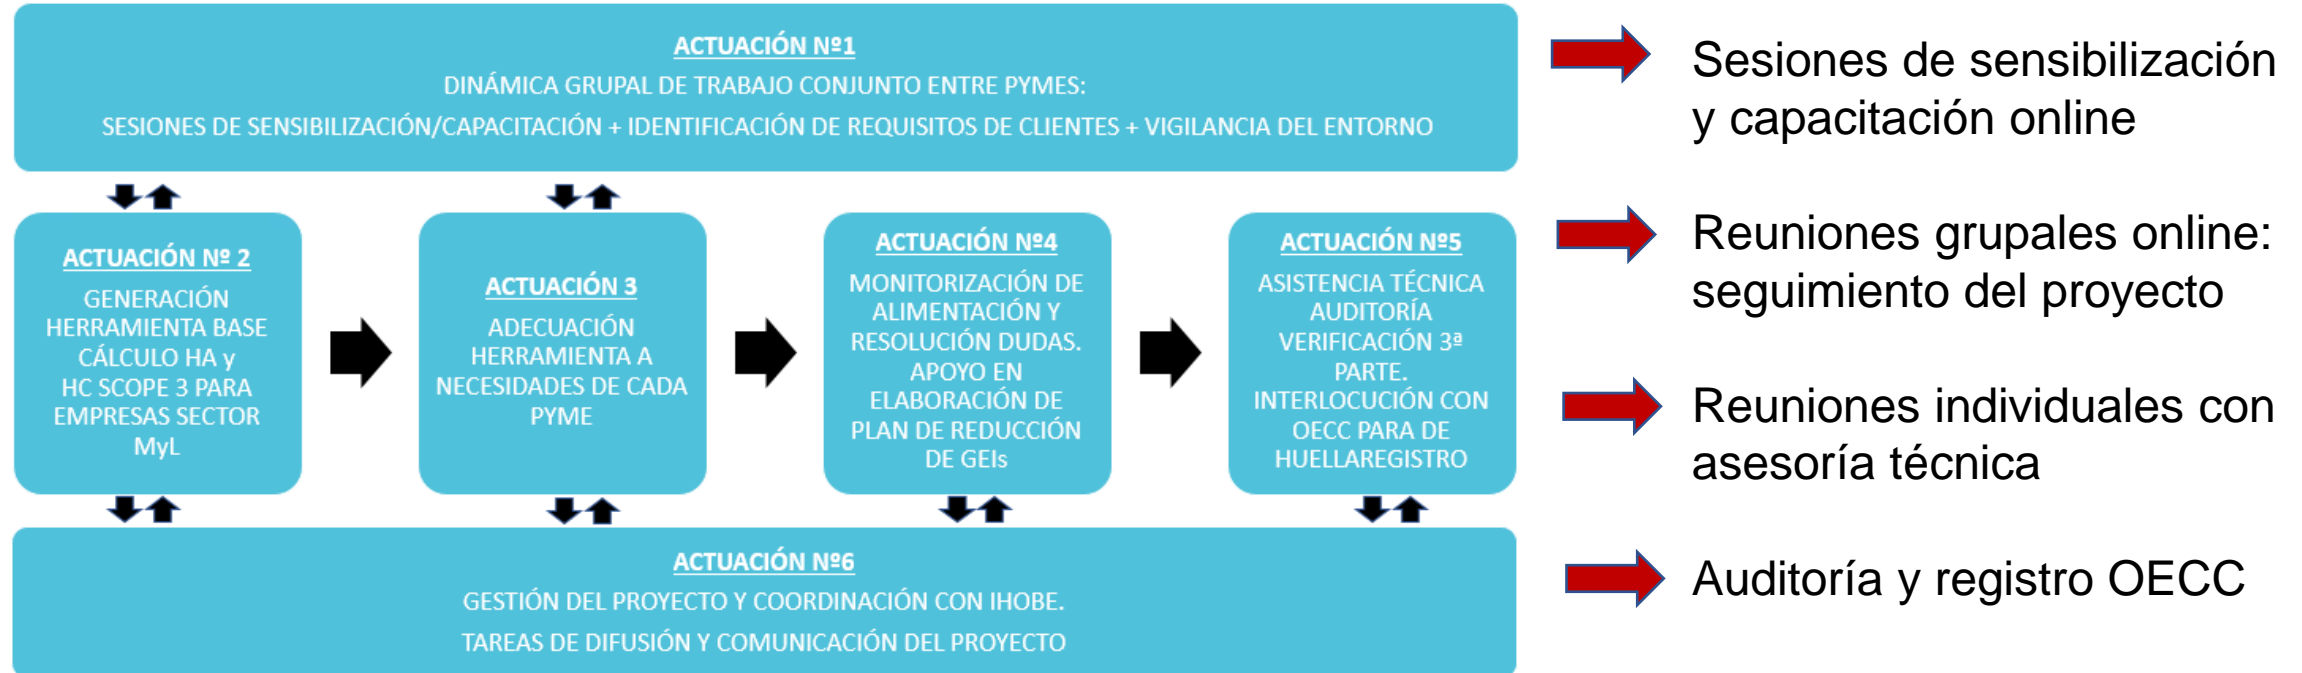 ACTUACIÓN Nº1
DINÁMICA GRUPAL DE TRABAJO CONJUNTO ENTRE PYMES:
SESIONES DE SENSIBILIZACIÓN/CAPACITACIÓN + IDENTIFICACIÓN DE REQUISITOS DE CLIENTES + VIGILANCIA DEL ENTORNO
ACTUACIÓN Nº 2
GENERACIÓN
HERRAMIENTA BASE
CÁLCULO HA y
HC SCOPE 3 PARA
EMPRESAS SECTOR
MyL
ACTUACIÓN 3
ADECUACIÓN
HERRAMIENTA A
NECESIDADES DE CADA
PYME
ACTUACIÓN Nº4
MONITORIZACIÓN DE
ALIMENTACIÓN Y
RESOLUCIÓN DUDAS.
APOYO EN
ELABORACIÓN DE
PLAN DE REDUCCIÓN
DE GEIs
ACTUACIÓN Nº5
ASISTENCIA TÉCNICA
AUDITORÍA
VERIFICACIÓN 3ª
PARTE.
INTERLOCUCIÓN CON
OECC PARA DE
HUELLAREGISTRO
ACTUACIÓN Nº6
GESTIÓN DEL PROYECTO Y COORDINACIÓN CON IHOBE.
TAREAS DE DIFUSIÓN Y COMUNICACIÓN DEL PROYECTO
Sesiones de sensibilización
y capacitación online
Reuniones grupales online:
seguimiento del proyecto
Reuniones individuales con
asesoría técnica
Auditoría y registro OECC